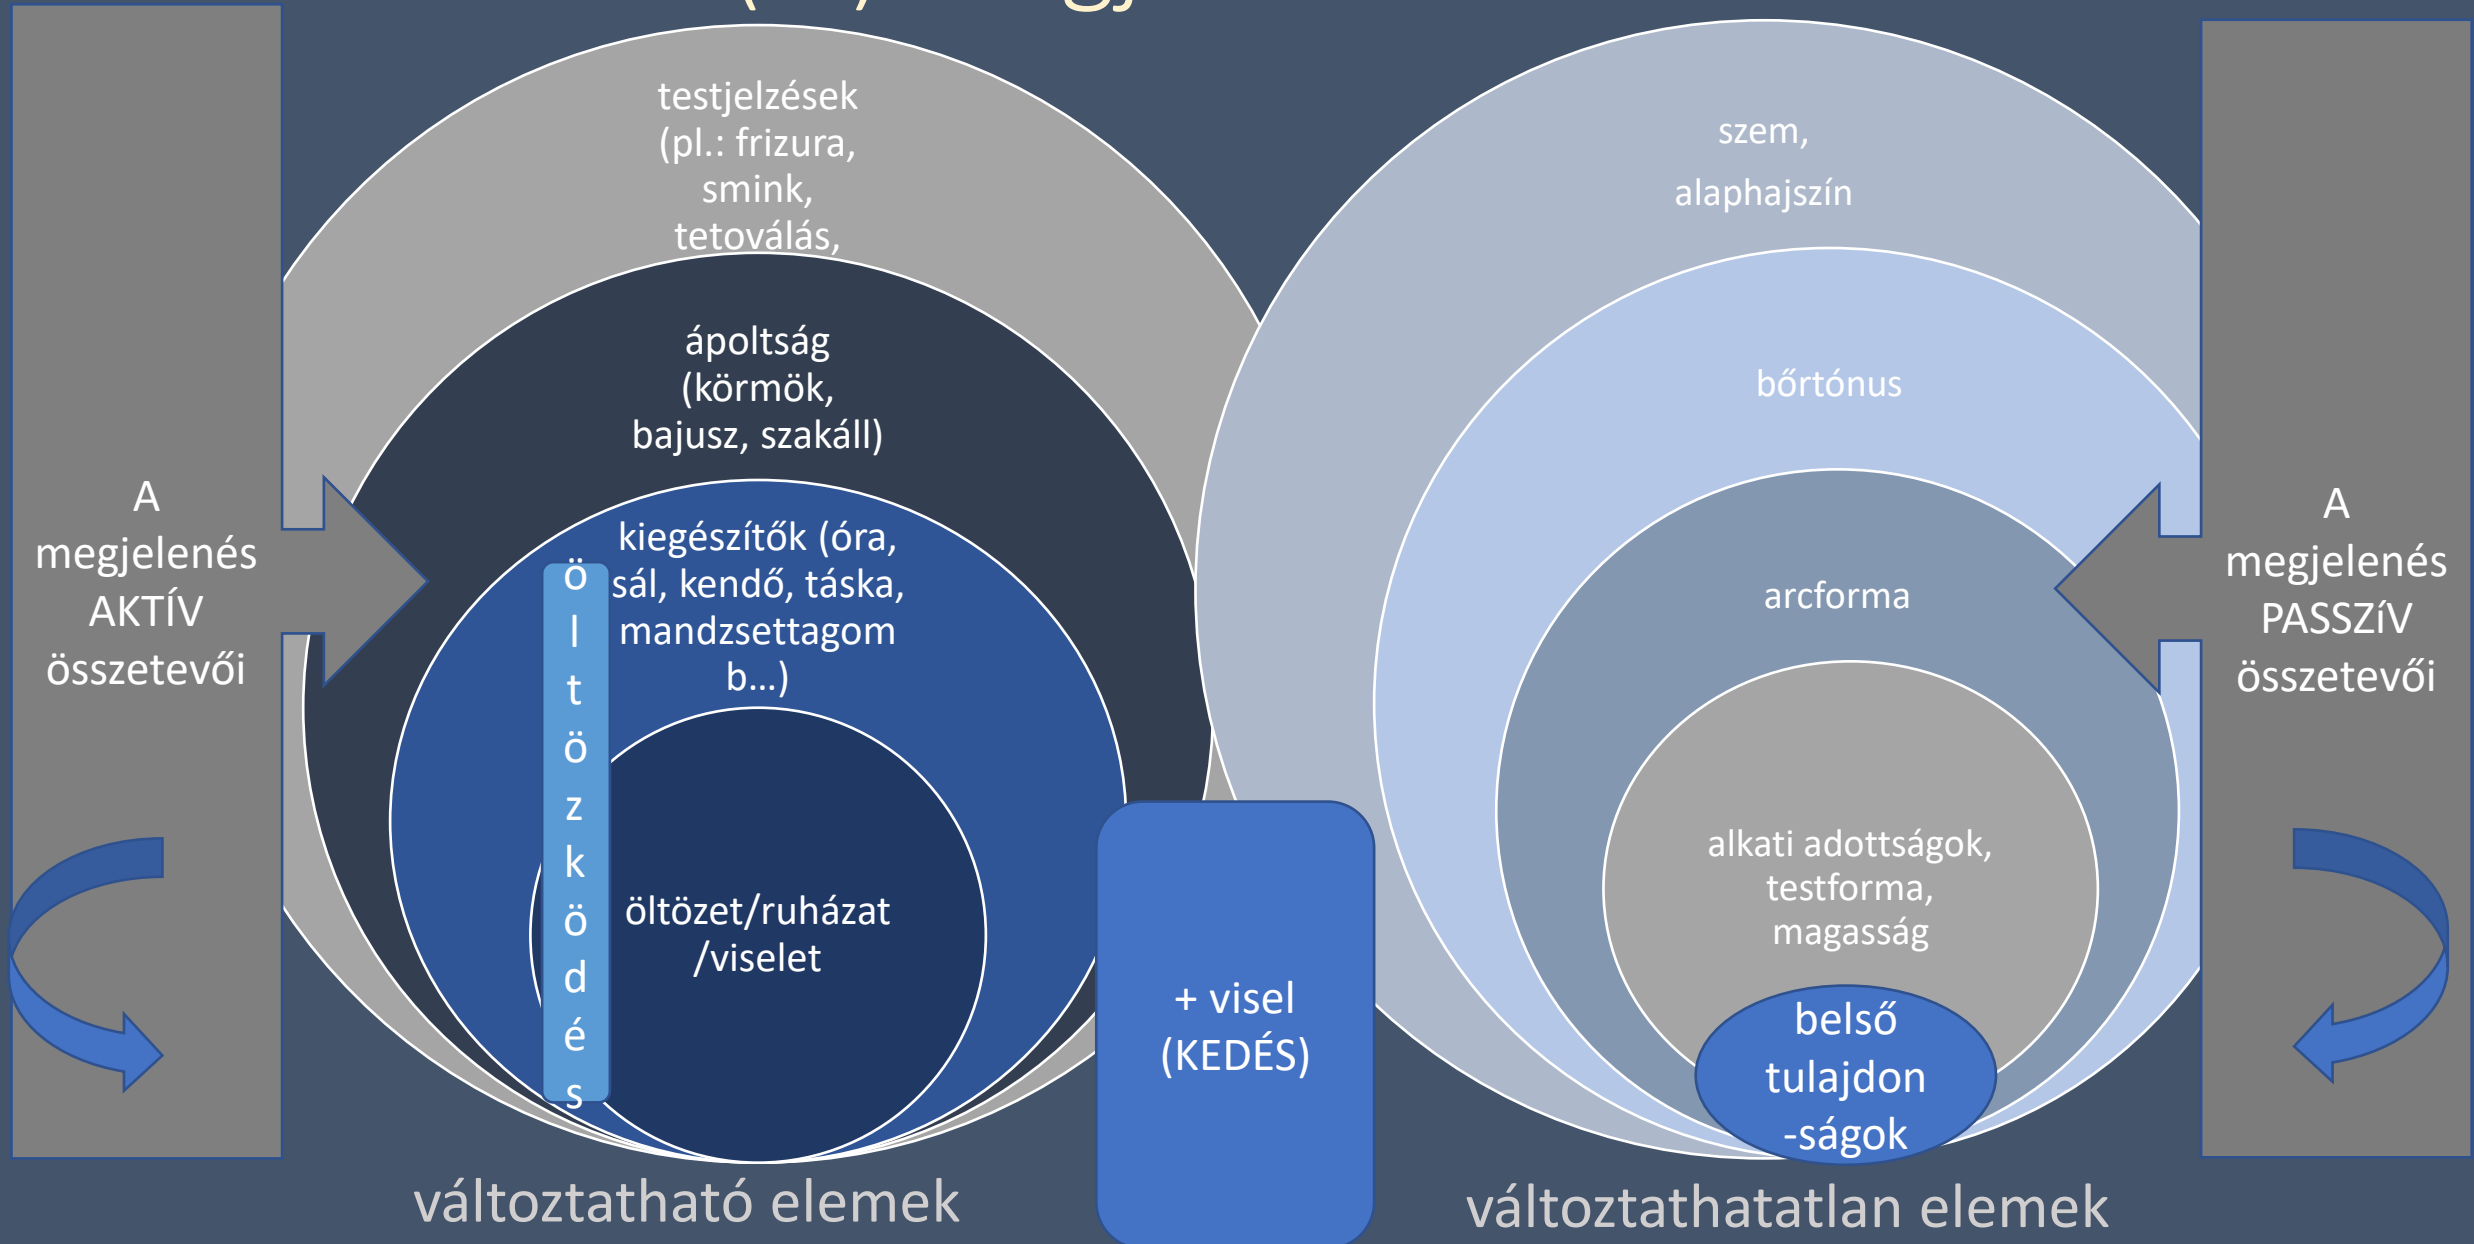 A
megjelenés
AKTÍV
összetevői
testjelzések
(pl.: frizura,
smink,
tetoválás,
ápoltság
(körmök,
bajusz, szakáll)
kiegészítők (óra,
sál, kendő, táska,
mandzsettagom
b...)
ö
l
t
ö
z
k
ö
d
é
s
öltözet/ruházat
/viselet
változtatható elemek
+ visel
(KEDÉS)
szem,
alaphajszín
bőrtónus
arcforma
alkati adottságok,
testforma,
magasság
belső
tulajdon
-ságok
változtathatatlan elemek
A
megjelenés
PASSZíV
összetevői